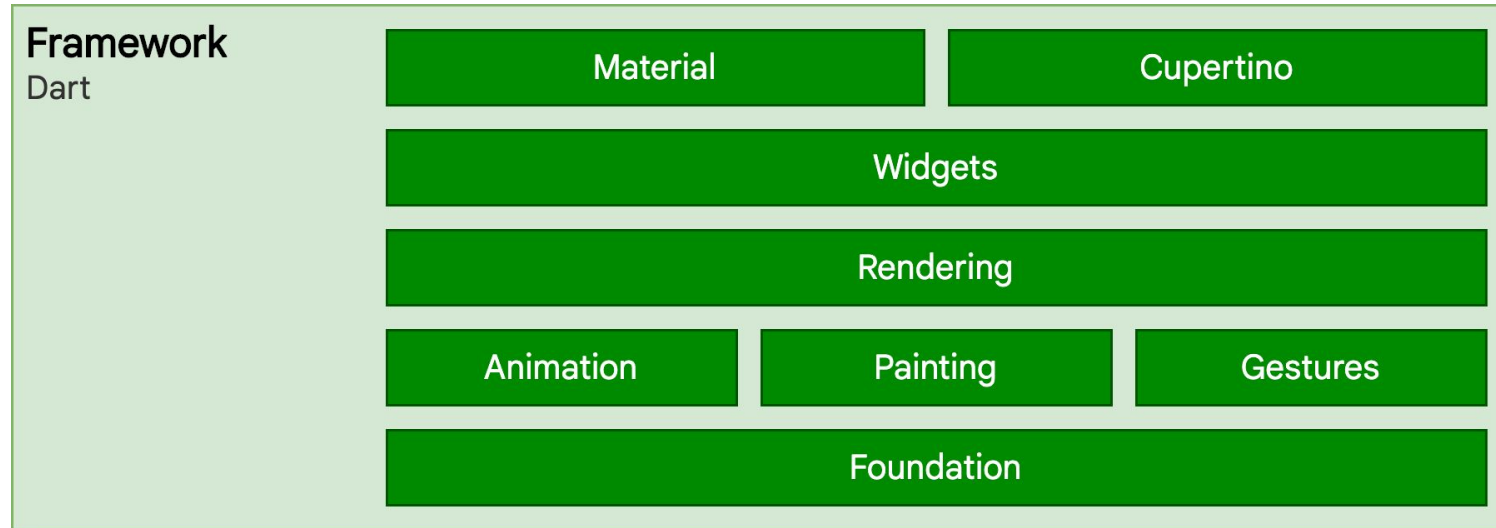 Framework
Dart
Material
Cupertino
Widgets
Rendering
Animation
Painting
Gestures
Foundation